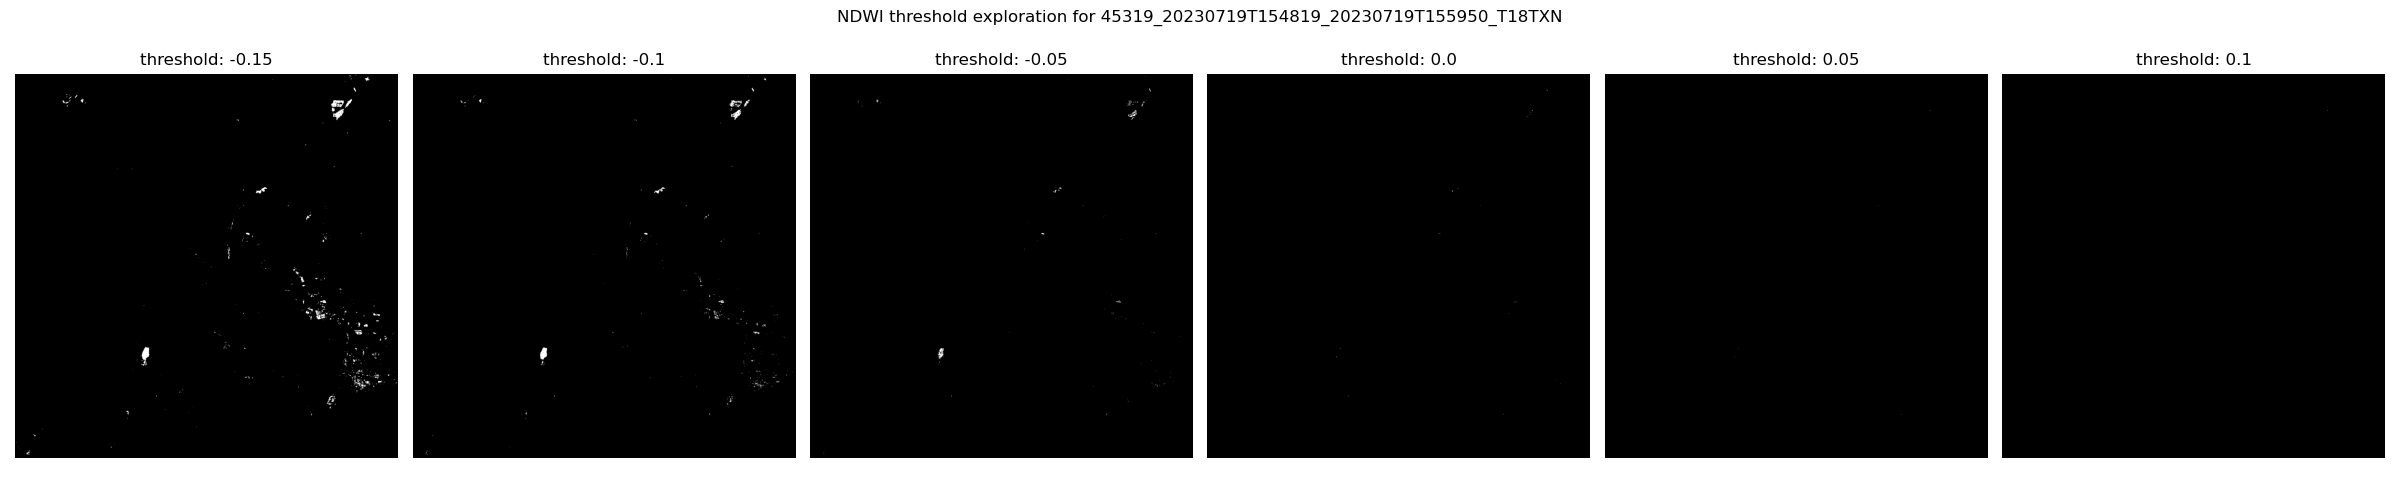 NDWI threshold exploration for 45319_20230719T154819_20230719T155950_T18TXN
threshold: -0.15
threshold: -0.1
threshold: -0.05
threshold: 0.0
threshold: 0.05
threshold: 0.1